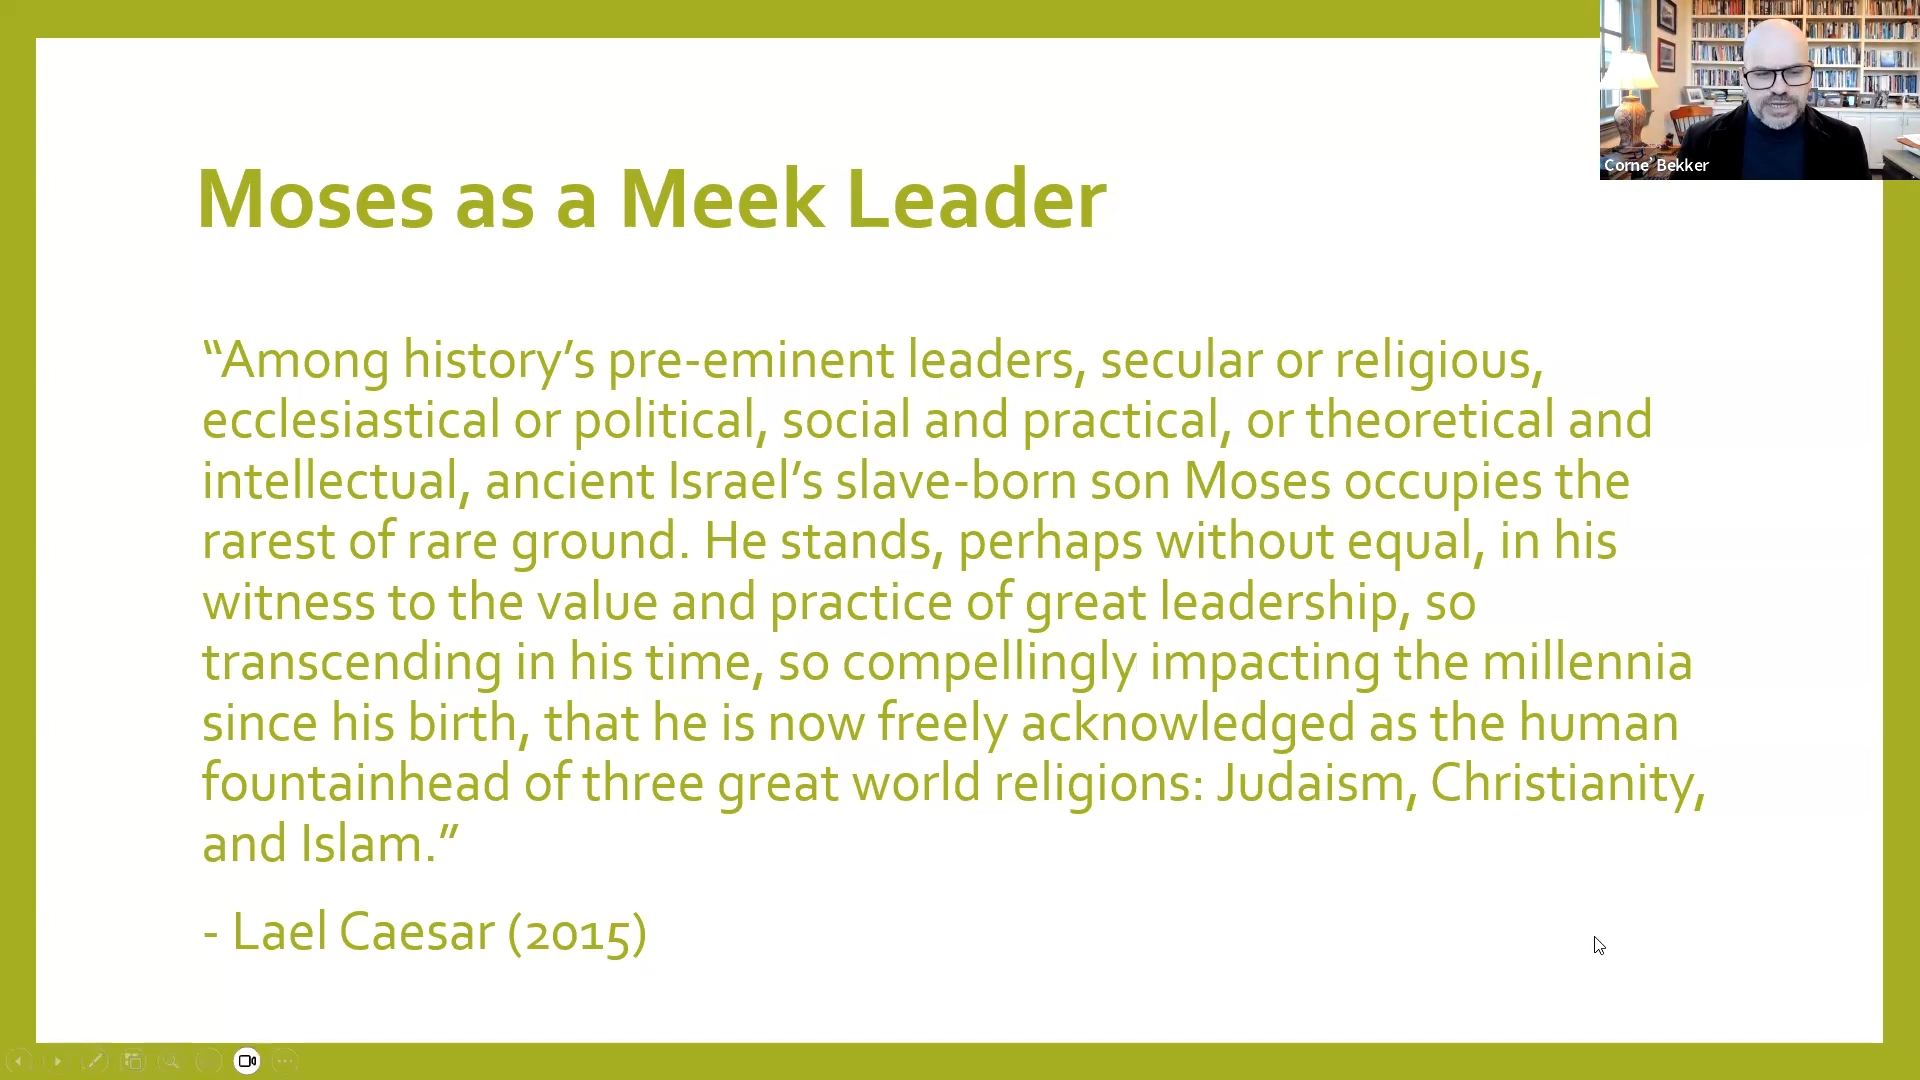 Corne' Bekker
Moses as a Meek Leader
“Among history’s pre-eminent leaders, secular or religious,
ecclesiastical or political, social and practical, or theoretical and
intellectual, ancient Israel’s slave-born son Moses occupies the
rarest of rare ground. He stands, perhaps without equal, in his
witness to the value and practice of great leadership, so
transcending in his time, so compellingly impacting the millennia
since his birth, that he is now freely acknowledged as the human
fountainhead of three great world religions: Judaism, Christianity,
and Islam.”
- Lael Caesar (2015)